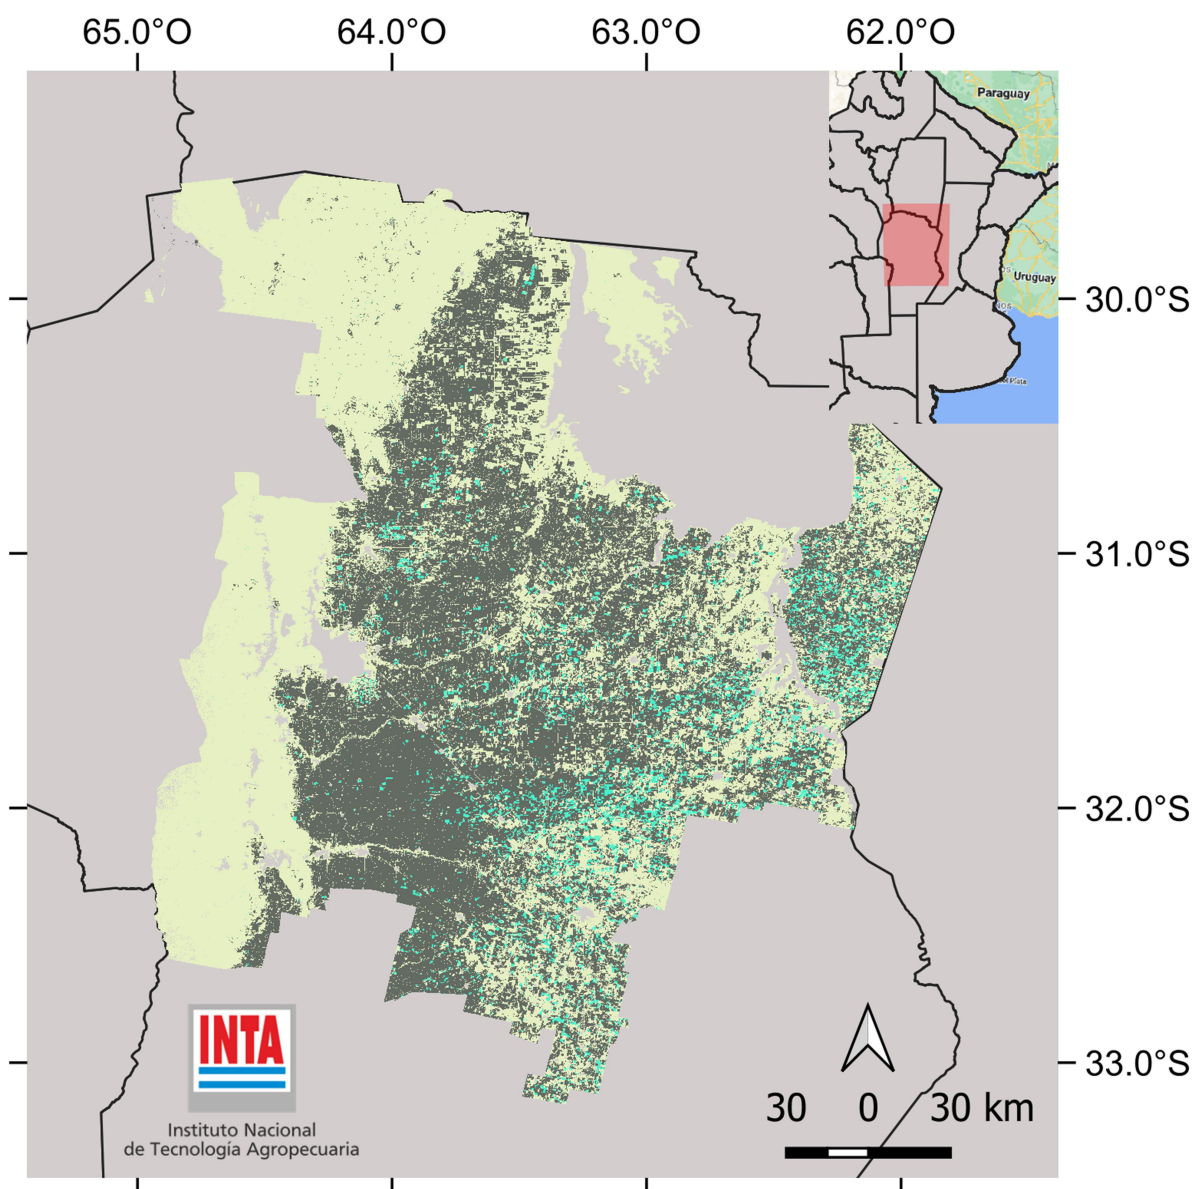 65.0°O 64.0°O 63.0°O 62.0°O
Paraguay
Uruguay
30.0°S
31.0°S
32.0°S
33.0°S
INTA
Instituto Nacional
de Tecnología Agropecuaria
30 0 30 km